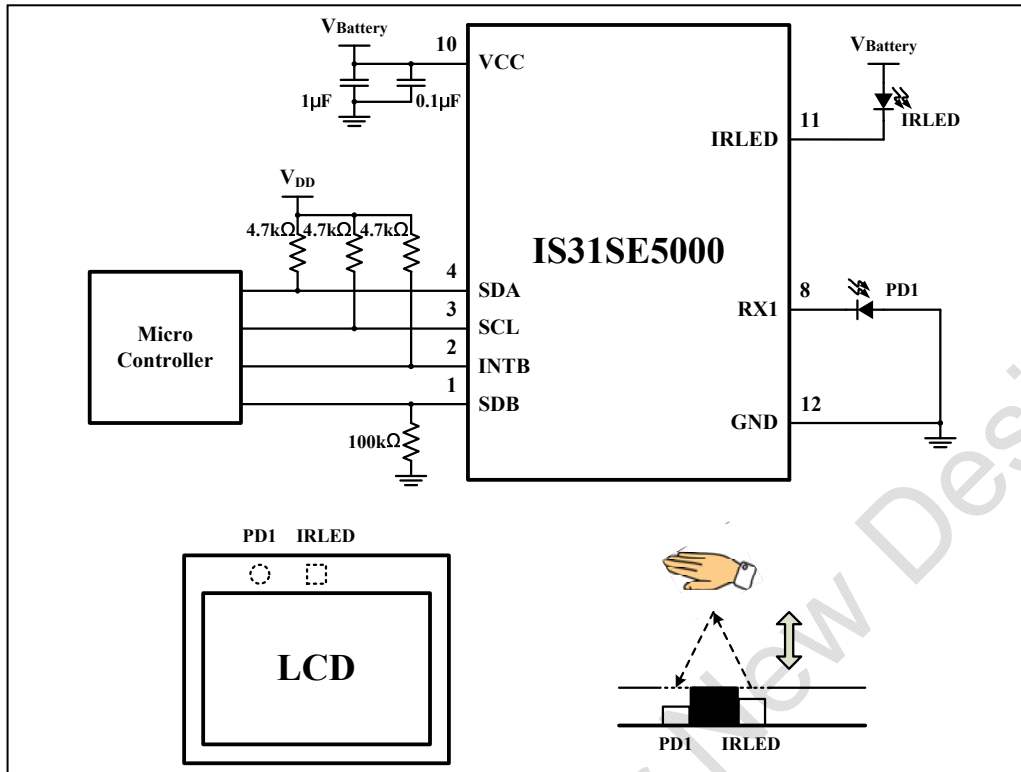 VBattery
10
VCC
1µF
0.1µF
VBattery
11
IRLED
IRLED
VDD
4.7kΩ 4.7kΩ 4.7kΩ
IS31SE5000
Micro
Controller
4
SDA
3
SCL
2
INTB
1
SDB
100kΩ
8
RX1
PD1
12
GND
PD1 IRLED
LCD
PD1 IRLED
New Desi